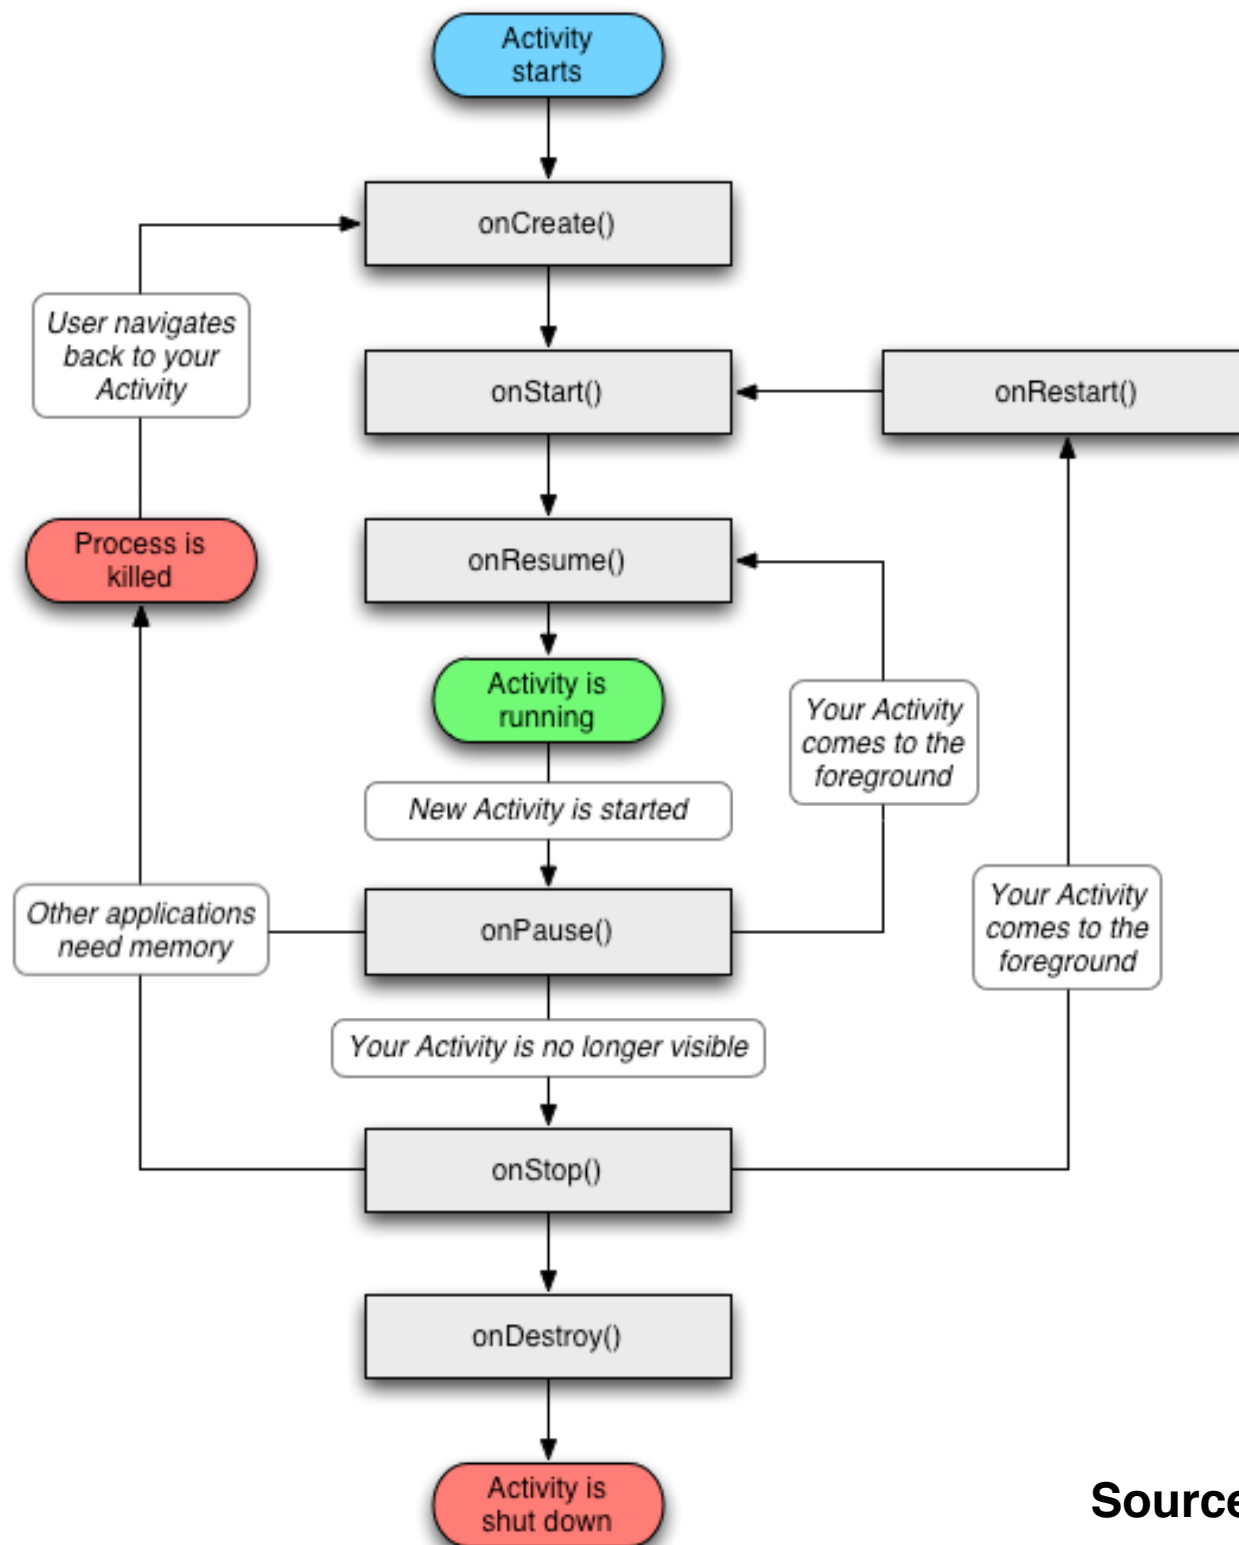 Activity
starts
onCreate()
User navigates
back to your
Activity
onStart()
onRestart()
Process is
killed
onResume()
Activity is
running
Your Activity
comes to the
foreground
New Activity is started
Other applications
need memory
onPause()
Your Activity
comes to the
foreground
Your Activity is no longer visible
onStop()
onDestroy()
Activity is
shut down
Source